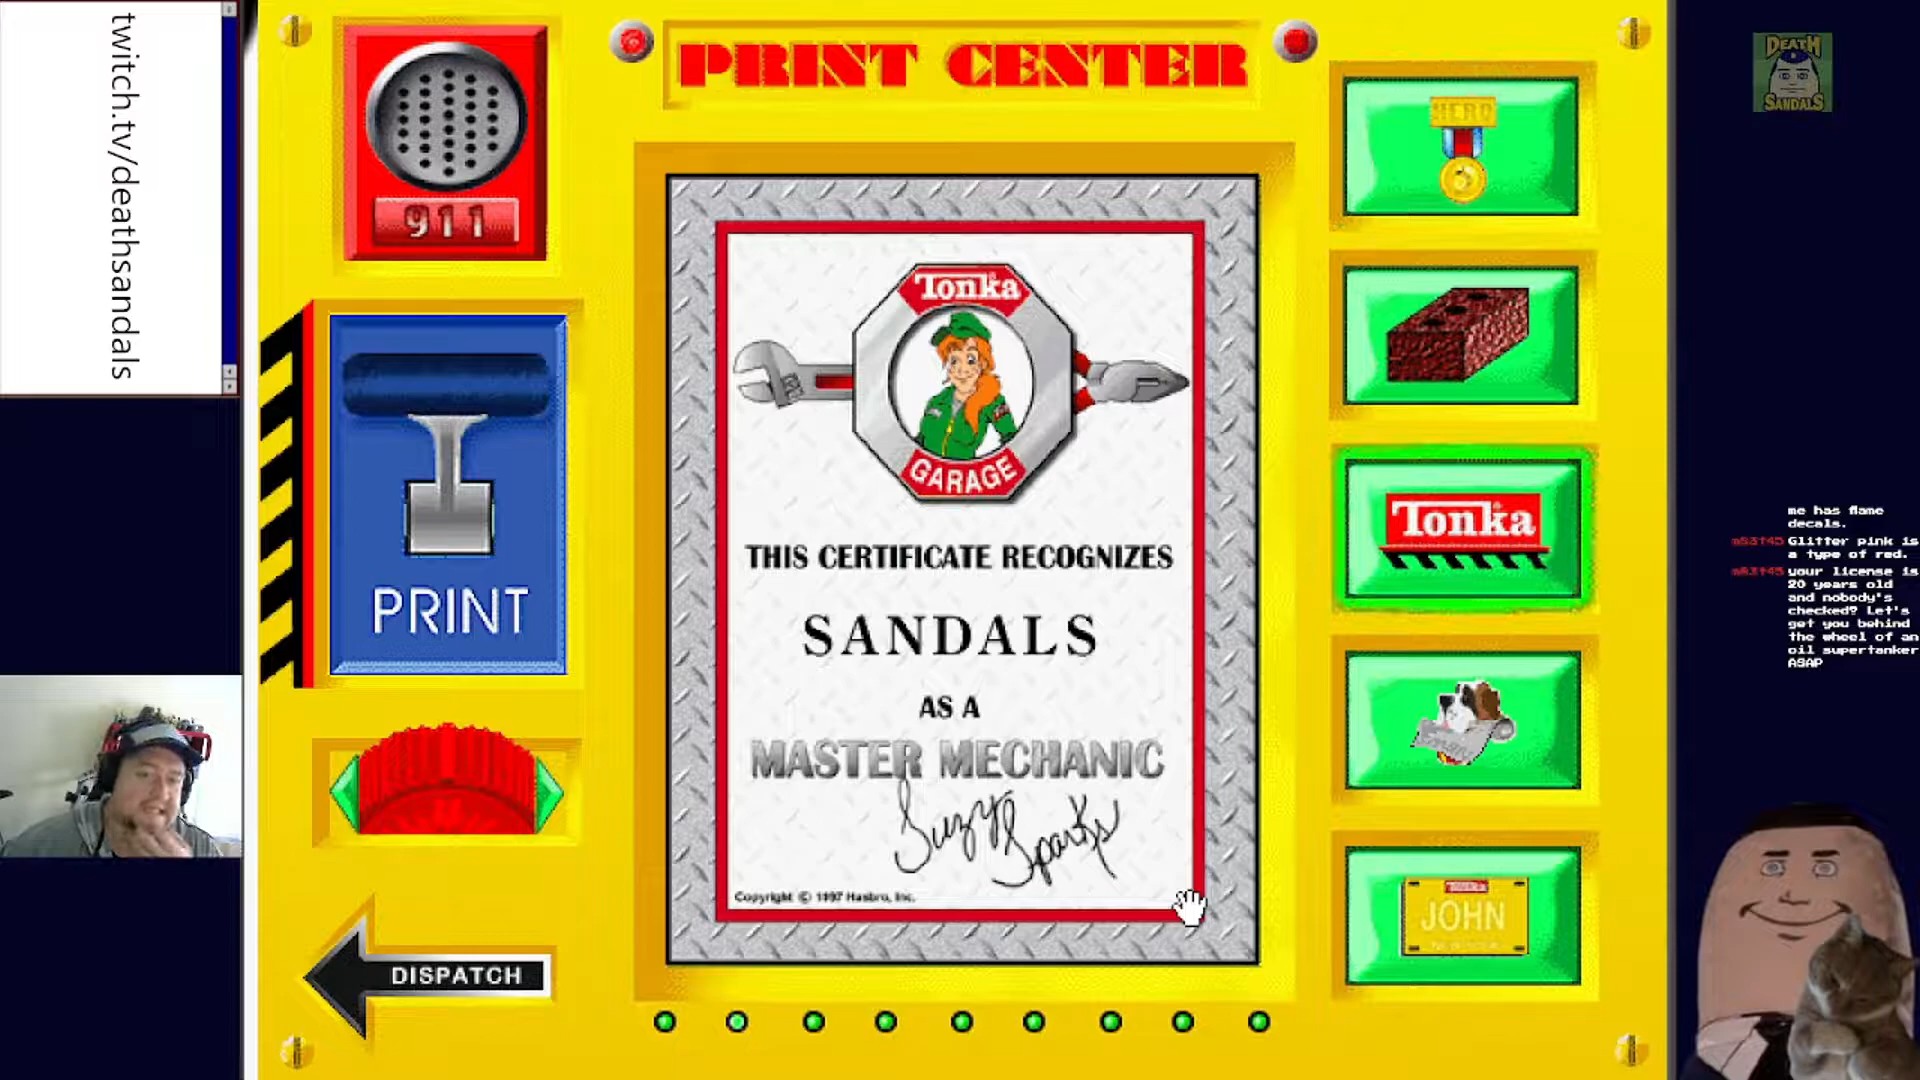 twitch.tv/deathsandals
911
PRINT
DISPATCH
PRINT CENTER
Tonka
GARAGE
THIS CERTIFICATE RECOGNIZES
SANDALS
AS A
MASTER MECHANIC
Suzy Sparks
Copyright © 1997 Hasbro, Inc.
HERO
Tonka
Tonka
JOHN
DEATH
SANDALS
me has flame
decals.
Glitter pink is
a type of red.
your license is
20 years old
and nobody's
checked? Let's
get you behind
the wheel of an
oil supertanker
ASAP